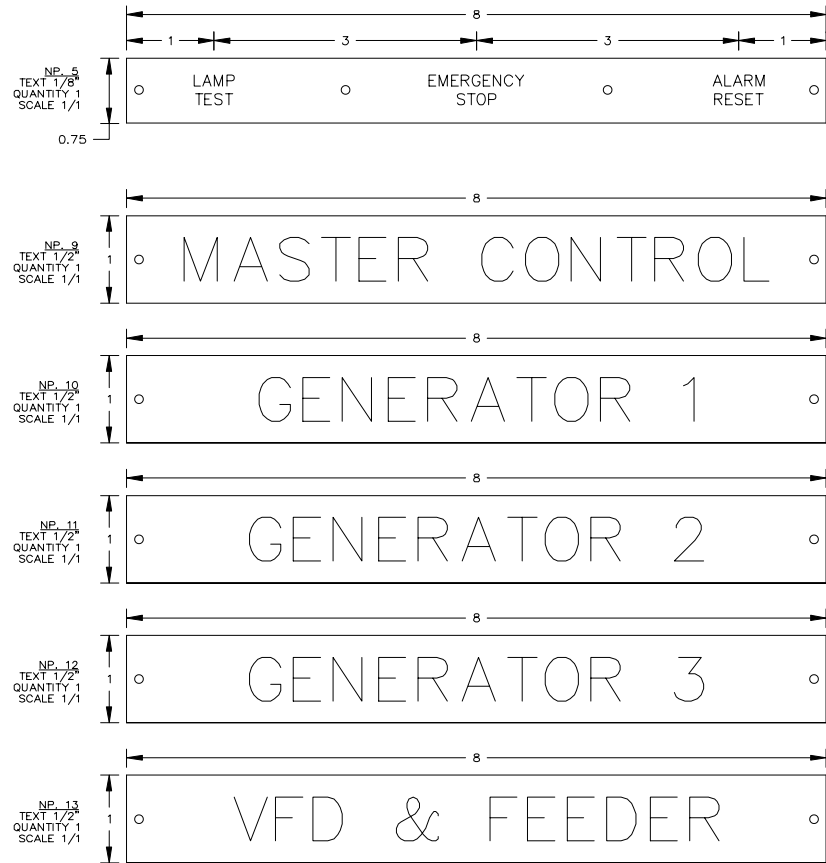 8
1 3 3 1
NP. 5
TEXT 1/8"
QUANTITY 1
SCALE 1/1
0.75
LAMP
TEST
EMERGENCY
STOP
ALARM
RESET
8
NP. 9
TEXT 1/2"
QUANTITY 1
SCALE 1/1
1
MASTER CONTROL
8
NP. 10
TEXT 1/2"
QUANTITY 1
SCALE 1/1
1
GENERATOR 1
8
NP. 11
TEXT 1/2"
QUANTITY 1
SCALE 1/1
1
GENERATOR 2
8
NP. 12
TEXT 1/2"
QUANTITY 1
SCALE 1/1
1
GENERATOR 3
8
NP. 13
TEXT 1/2"
QUANTITY 1
SCALE 1/1
1
VFD & FEEDER